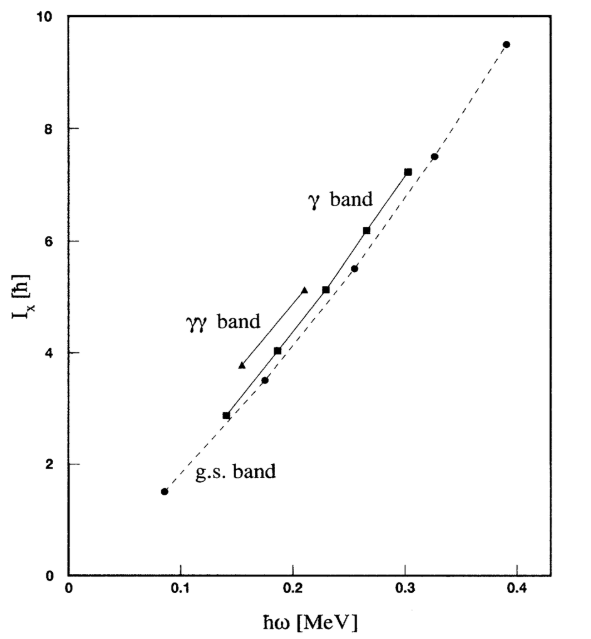 10
8
γ band
6
I_x [ħ]
γγ band
4
g.s. band
2
0
0 0.1 0.2 0.3 0.4
ħω [MeV]